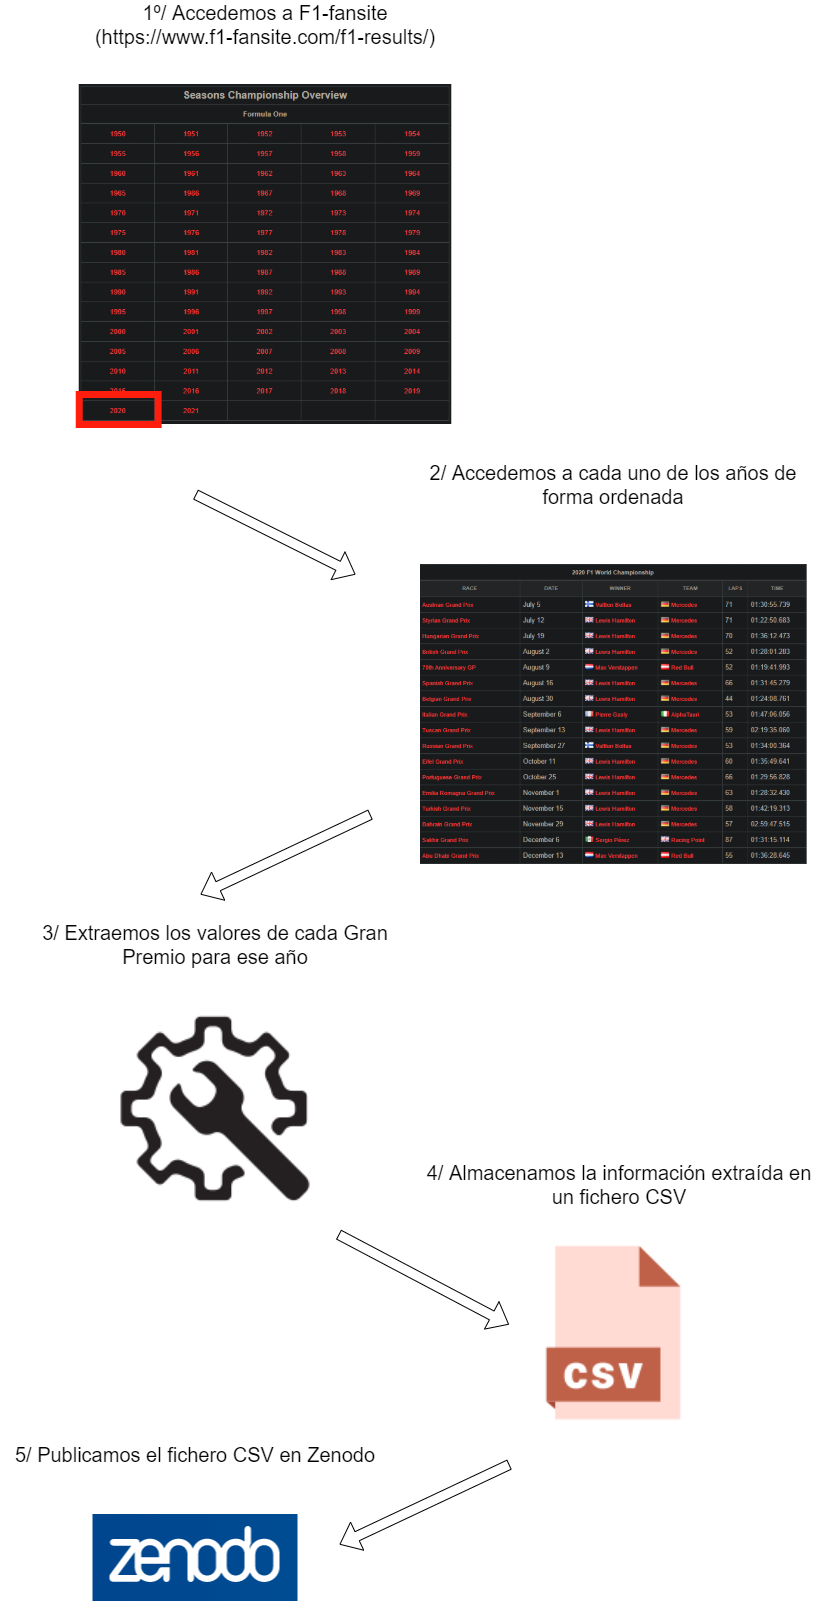 1º/ Accedemos a F1-fansite
(https://www.f1-fansite.com/f1-results/)
Seasons Championship Overview
Formula One
1950 1951 1952 1953 1954
1955 1956 1957 1958 1959
1960 1961 1962 1963 1964
1965 1966 1967 1968 1969
1970 1971 1972 1973 1974
1975 1976 1977 1978 1979
1980 1981 1982 1983 1984
1985 1986 1987 1988 1989
1990 1991 1992 1993 1994
1995 1996 1997 1998 1999
2000 2001 2002 2003 2004
2005 2006 2007 2008 2009
2010 2011 2012 2013 2014
2015 2016 2017 2018 2019
2020 2021
2/ Accedemos a cada uno de los años de
forma ordenada
2020 F1 World Championship
RACE DATE WINNER TEAM LAPS TIME
Austrian Grand Prix July 5 Valtteri Bottas Mercedes 71 01:30:55.739
Styrian Grand Prix July 12 Lewis Hamilton Mercedes 71 01:22:50.683
Hungarian Grand Prix July 19 Lewis Hamilton Mercedes 70 01:36:12.473
British Grand Prix August 2 Lewis Hamilton Mercedes 52 01:28:01.283
70th Anniversary GP August 9 Max Verstappen Red Bull 52 01:19:41.993
Spanish Grand Prix August 16 Lewis Hamilton Mercedes 66 01:31:45.279
Belgian Grand Prix August 30 Lewis Hamilton Mercedes 44 01:24:08.761
Italian Grand Prix September 6 Pierre Gasly AlphaTauri 53 01:47:06.056
Tuscan Grand Prix September 13 Lewis Hamilton Mercedes 59 02:19:35.060
Russian Grand Prix September 27 Valtteri Bottas Mercedes 53 01:34:00.364
Eifel Grand Prix October 11 Lewis Hamilton Mercedes 60 01:35:49.641
Portuguese Grand Prix October 25 Lewis Hamilton Mercedes 66 01:29:56.828
Emilia Romagna Grand Prix November 1 Lewis Hamilton Mercedes 63 01:28:32.430
Turkish Grand Prix November 15 Lewis Hamilton Mercedes 58 01:42:19.313
Bahrain Grand Prix November 29 Lewis Hamilton Mercedes 57 02:59:47.515
Sakhir Grand Prix December 6 Sergio Pérez Racing Point 87 01:31:15.114
Abu Dhabi Grand Prix December 13 Max Verstappen Red Bull 55 01:36:28.645
3/ Extraemos los valores de cada Gran
Premio para ese año
4/ Almacenamos la información extraída en
un fichero CSV
CSV
5/ Publicamos el fichero CSV en Zenodo
zenodo